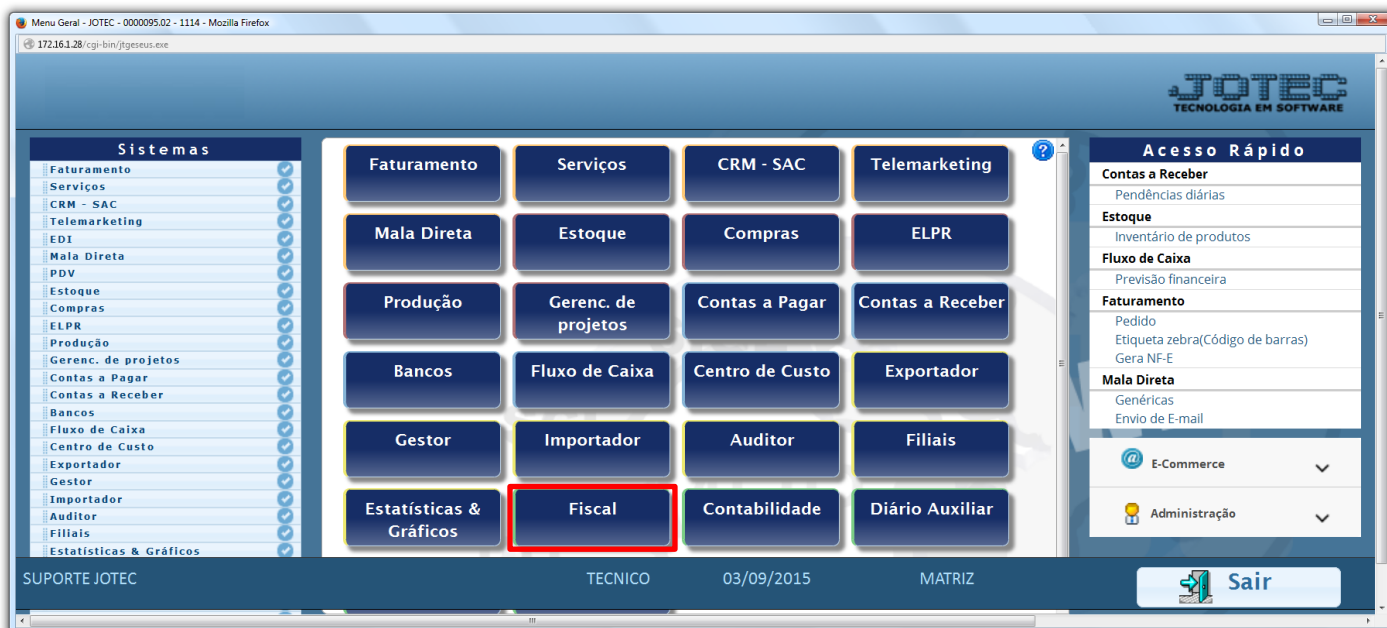 Menu Geral - JOTEC - 0000095.02 - 1114 - Mozilla Firefox
172.16.1.28/cgi-bin/jtgeseus.exe
JOTEC
TECNOLOGIA EM SOFTWARE
Sistemas
Faturamento
Serviços
CRM - SAC
Telemarketing
EDI
Mala Direta
PDV
Estoque
Compras
ELPR
Produção
Gerenc. de projetos
Contas a Pagar
Contas a Receber
Bancos
Fluxo de Caixa
Centro de Custo
Exportador
Gestor
Importador
Auditor
Filiais
Estatísticas & Gráficos
Faturamento
Serviços
CRM - SAC
Telemarketing
Mala Direta
Estoque
Compras
ELPR
Produção
Gerenc. de
projetos
Contas a Pagar
Contas a Receber
Bancos
Fluxo de Caixa
Centro de Custo
Exportador
Gestor
Importador
Auditor
Filiais
Estatísticas &
Gráficos
Fiscal
Contabilidade
Diário Auxiliar
?
Acesso Rápido
Contas a Receber
Pendências diárias
Estoque
Inventário de produtos
Fluxo de Caixa
Previsão financeira
Faturamento
Pedido
Etiqueta zebra(Código de barras)
Gera NF-E
Mala Direta
Genéricas
Envio de E-mail
@ E-Commerce
Administração
SUPORTE JOTEC
TECNICO
03/09/2015
MATRIZ
Sair